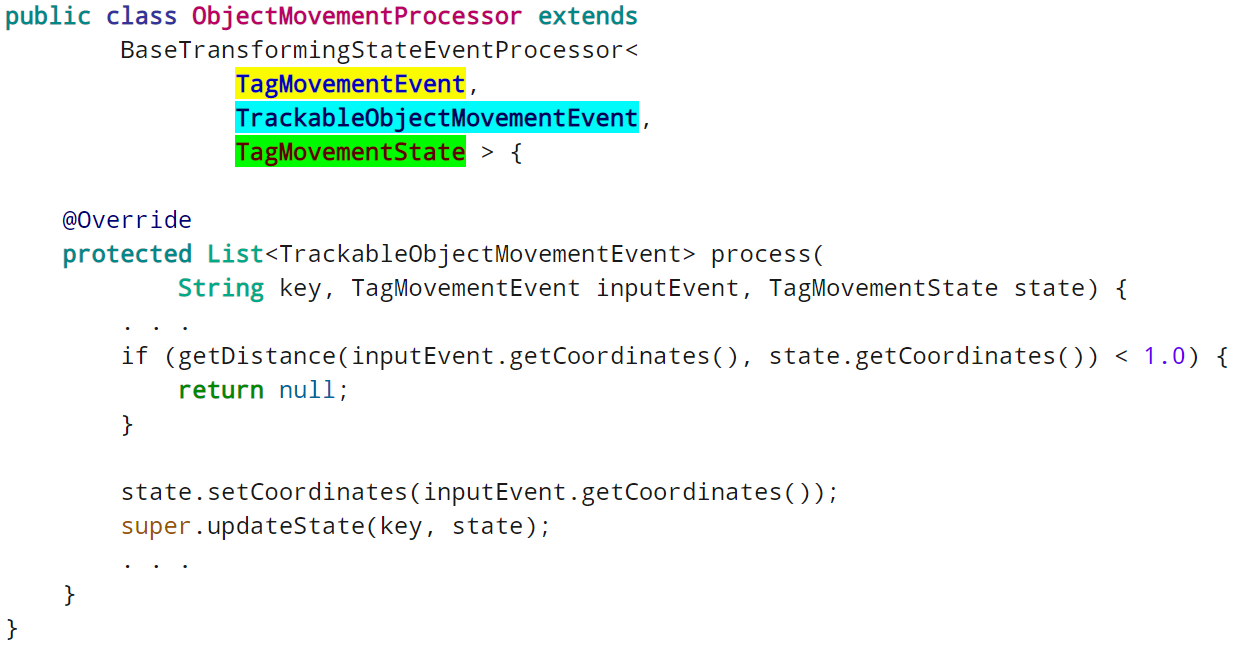 public class ObjectMovementProcessor extends
BaseTransformingStateEventProcessor<
TagMovementEvent,
TrackableObjectMovementEvent,
TagMovementState > {
@Override
protected List<TrackableObjectMovementEvent> process(
String key, TagMovementEvent inputEvent, TagMovementState state) {
. . .
if (getDistance(inputEvent.getCoordinates(), state.getCoordinates()) < 1.0) {
return null;
}
state.setCoordinates(inputEvent.getCoordinates());
super.updateState(key, state);
. . .
}
}